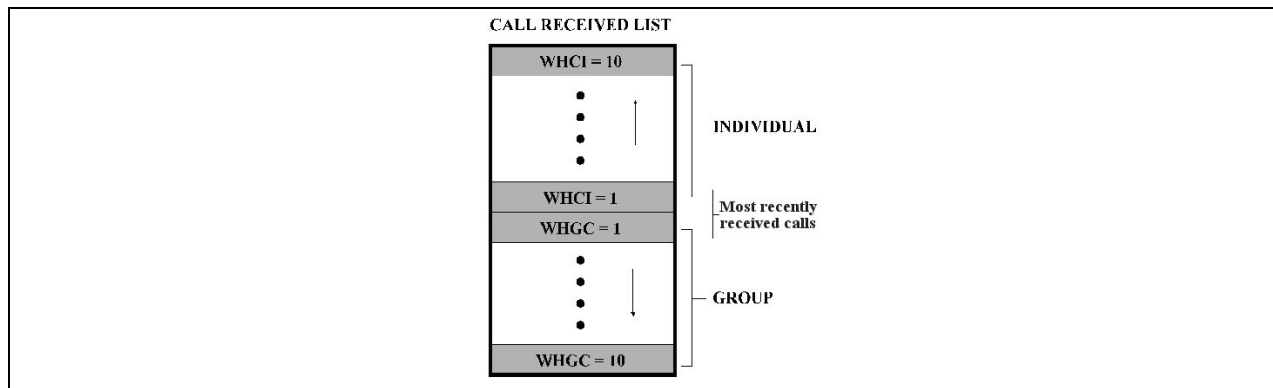 CALL RECEIVED LIST
WHCI = 10
INDIVIDUAL
WHCI = 1
Most recently
received calls
WHGC = 1
GROUP
WHGC = 10